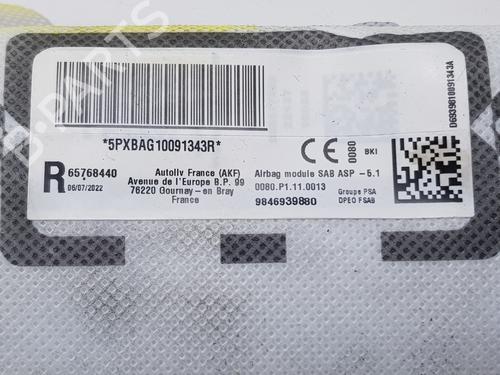 B-PARTS
*5PXBAG10091343R*
R
65768440
06/07/2022
Autoliv France (AKF)
Avenue de l'Europe B.P. 99
76220 Gournay - en Bray
France
CE
0080
BKI
Airbag module SAB ASP -5.1
0080.P1.11.0013
9846939880
Groupe PSA
DPEO FSAB